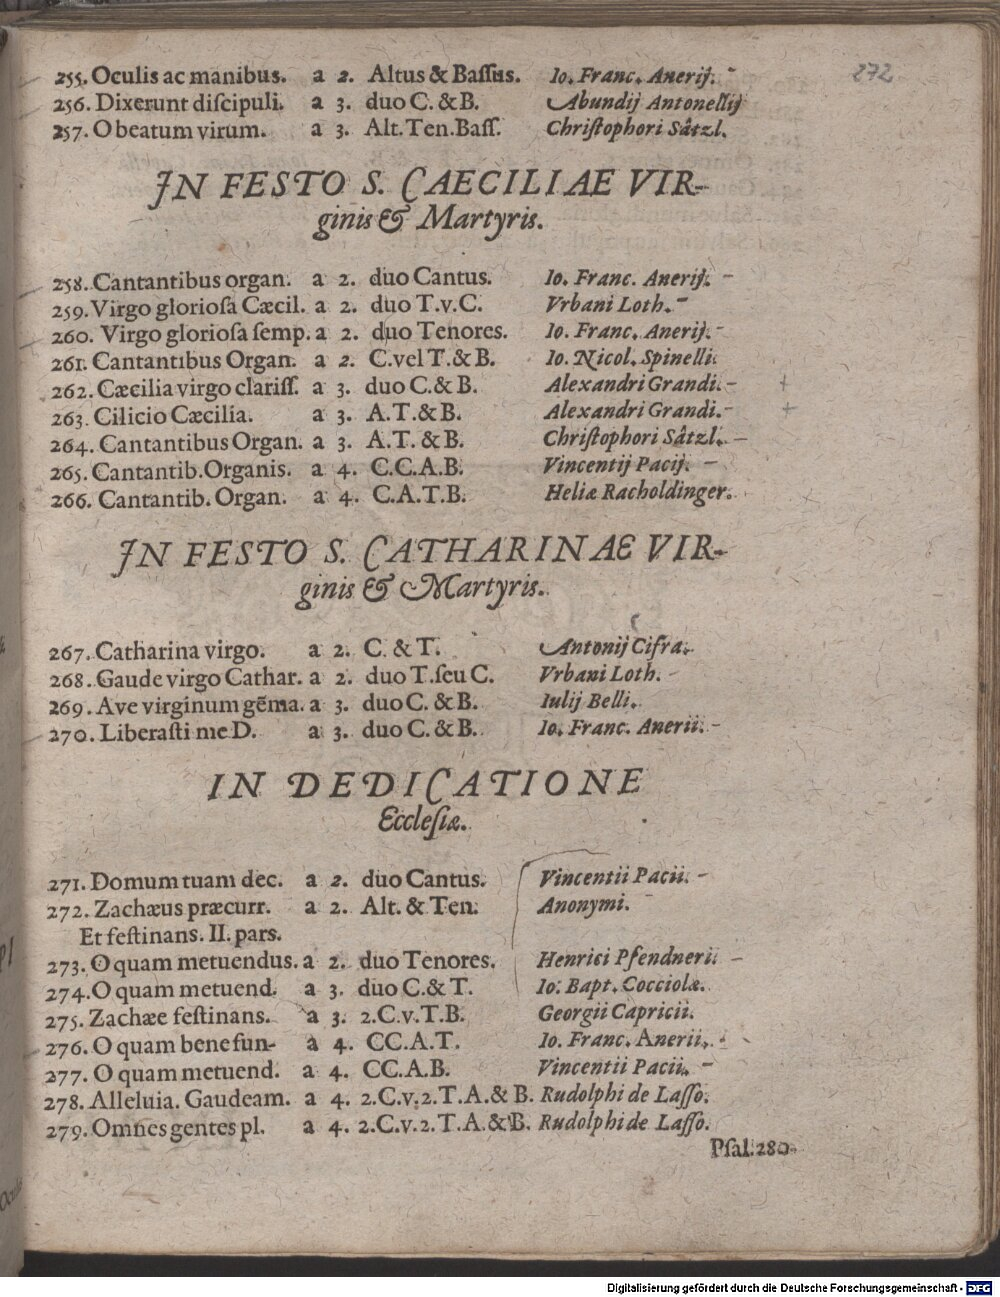 272
255. Oculis ac manibus. a 2. Altus & Baſſus. Io. Franc. Anerij.
256. Dixerunt diſcipuli. a 3. duo C. & B. Abundij Antonellij
257. O beatum virum. a 3. Alt. Ten. Baſſ. Chriſtophori Såtzl.
IN FESTO S. CAECILIAE VIR-
ginis & Martyris.
258. Cantantibus organ. a 2. duo Cantus. Io. Franc. Anerij. -
259. Virgo glorioſa Cæcil. a 2. duo T. v. C. Vrbani Loth. -
260. Virgo glorioſa ſemp. a 2. duo Tenores. Io. Franc. Anerij. -
261. Cantantibus Organ. a 2. C. vel T. & B. Io. Nicol. Spinelli.
262. Cæcilia virgo clariſſ. a 3. duo C. & B. Alexandri Grandi. - +
263. Cilicio Cæcilia. a 3. A. T. & B. Alexandri Grandi. - +
264. Cantantibus Organ. a 3. A. T. & B. Chriſtophori Såtzl. -
265. Cantantib. Organis. a 4. C. C. A. B. Vincentij Pacij. -
266. Cantantib. Organ. a 4. C. A. T. B. Heliæ Racholdinger.
IN FESTO S. CATHARINAE VIR-
ginis & Martyris.
267. Catharina virgo. a 2. C. & T. Antonij Cifra.
268. Gaude virgo Cathar. a 2. duo T. ſeu C. Vrbani Loth. -
269. Ave virginum gẽma. a 3. duo C. & B. Iulij Belli.
270. Liberaſti me D. a 3. duo C. & B. Io. Franc. Anerii. -
IN DEDICATIONE
Eccleſiæ.
271. Domum tuam dec. a 2. duo Cantus. Vincentii Pacii. -
272. Zachæus præcurr. a 2. Alt. & Ten. Anonymi.
Et feſtinans. II. pars.
273. O quam metuendus. a 2. duo Tenores. Henrici Pfendnerii -
274. O quam metuend. a 3. duo C. & T. Io. Bapt. Cocciolæ.
275. Zachæe feſtinans. a 3. 2. C. v. T. B. Georgii Capricii.
276. O quam bene fun- a 4. CC. A. T. Io. Franc. Anerii.
277. O quam metuend. a 4. CC. A. B. Vincentii Pacii. -
278. Alleluia. Gaudeam. a 4. 2. C. v. 2. T. A. & B. Rudolphi de Laſſo.
279. Omnes gentes pl. a 4. 2. C. v. 2. T. A. & B. Rudolphi de Laſſo.
Pſal. 280.
Digitalisierung gefördert durch die Deutsche Forschungsgemeinschaft - DFG